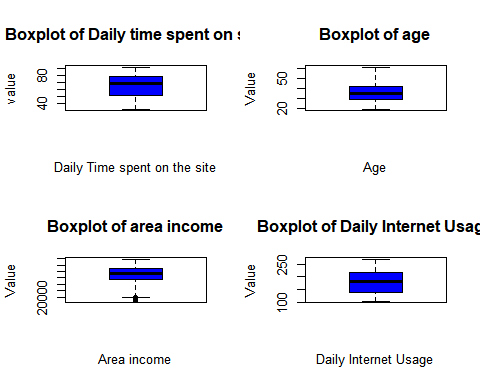 Boxplot of Daily time spent on s
value
80
40
Daily Time spent on the site
Boxplot of age
Value
50
20
Age
Boxplot of area income
Value
20000
Area income
Boxplot of Daily Internet Usag
Value
250
100
Daily Internet Usage